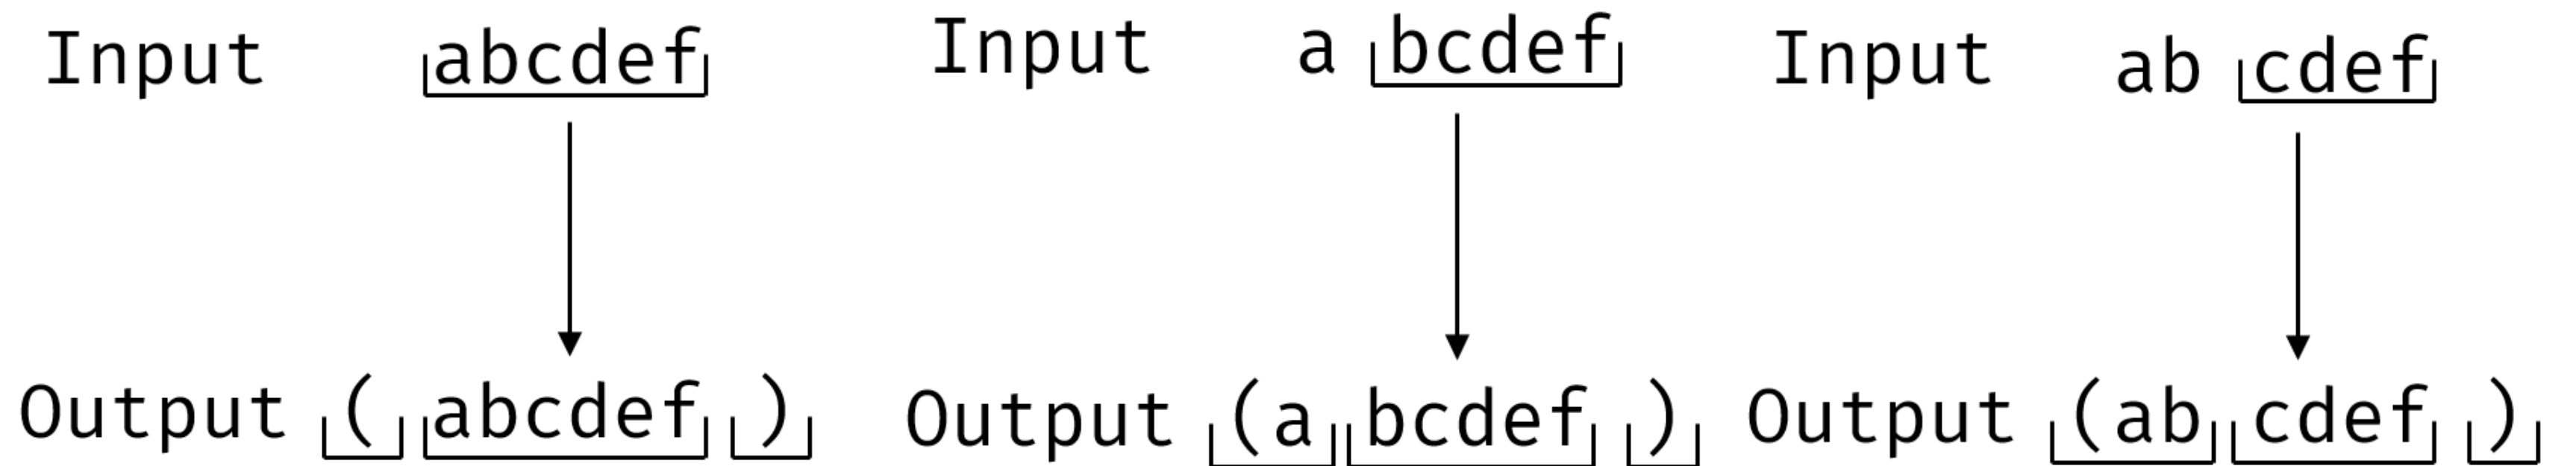 Input abcdef
Output ( abcdef )
Input a bcdef
Output (a bcdef )
Input ab cdef
Output (ab cdef )